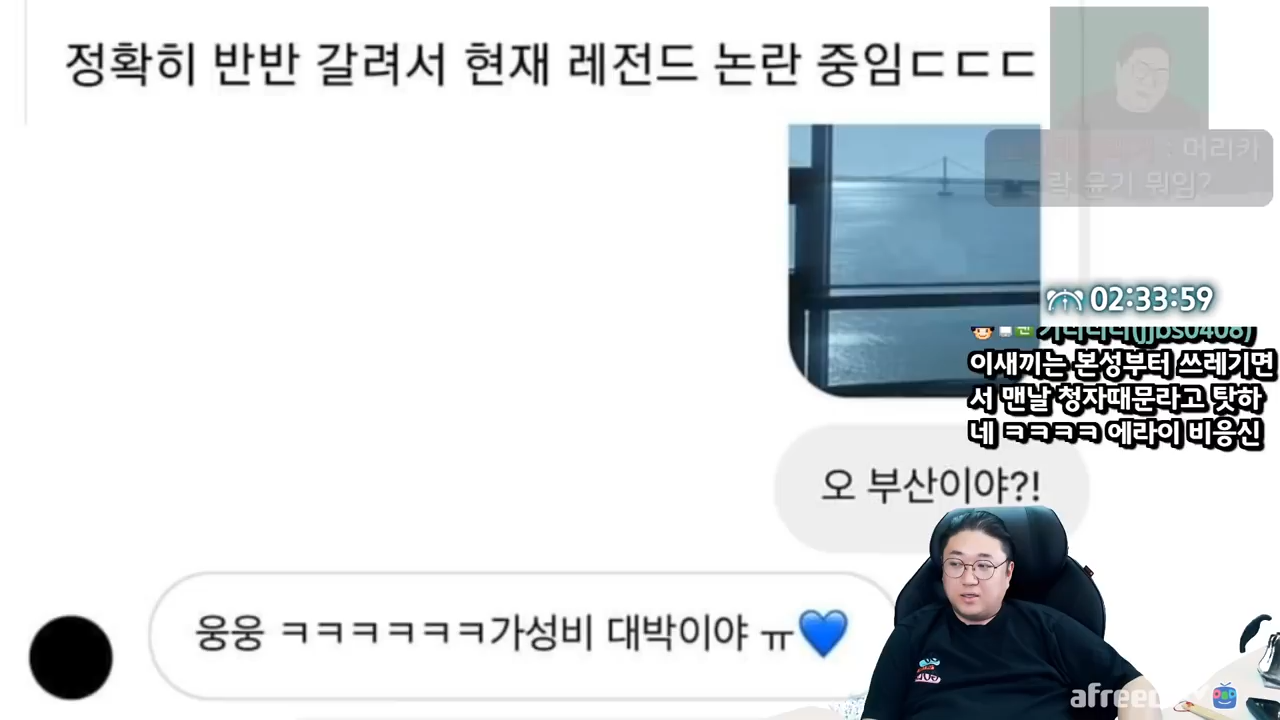 정확히 반반 갈려서 현재 레전드 논란 중임ㄷㄷㄷ
: 머리카
락 윤기 뭐임?
02:33:59
(jjbs0408)
이새끼는 본성부터 쓰레기면
서 맨날 청자때문라고 탓하
네 ㅋㅋㅋㅋ 에라이 비응신
오 부산이야?!
웅웅 ㅋㅋㅋㅋㅋㅋ가성비 대박이야 ㅠ💙
afree